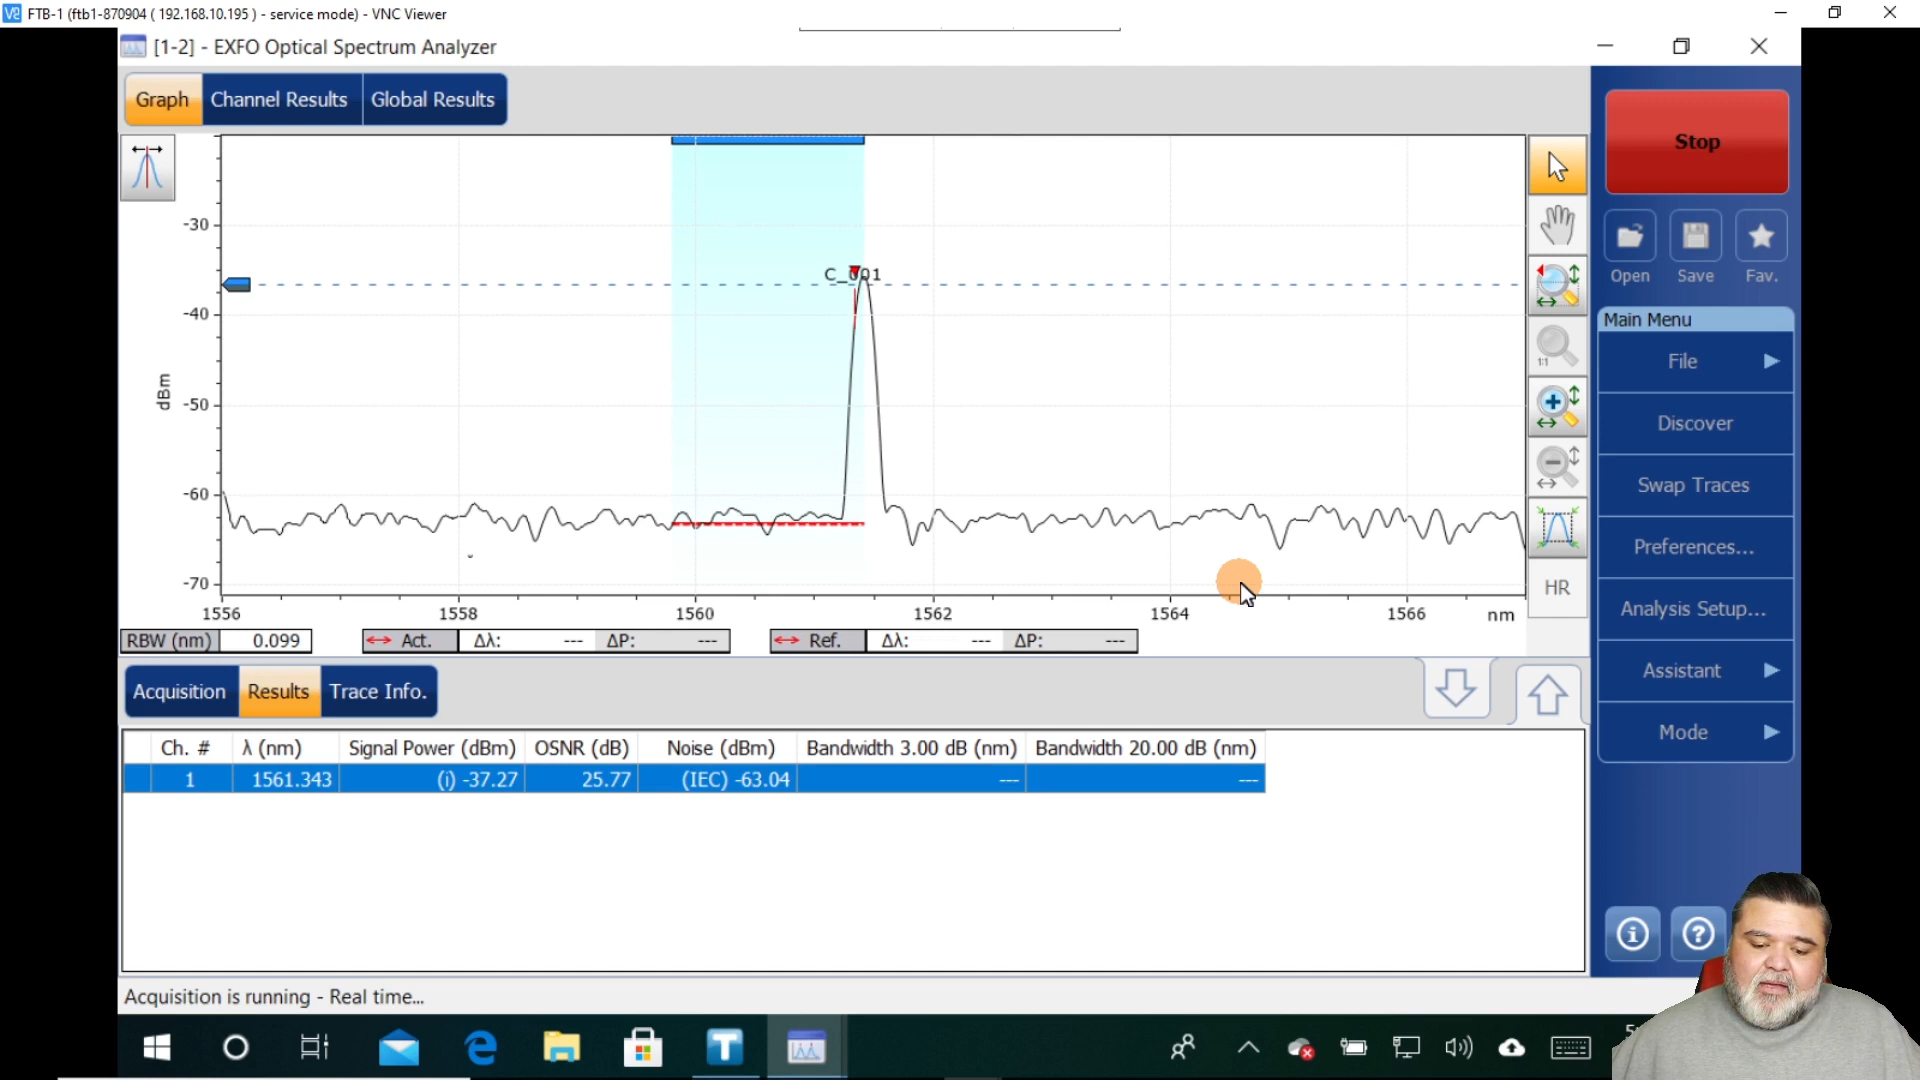 FTB-1 (ftb1-870904 ( 192.168.10.195 ) - service mode) - VNC Viewer
[1-2] - EXFO Optical Spectrum Analyzer
Graph Channel Results Global Results
Stop
Open Save Fav.
Main Menu
File
Discover
Swap Traces
Preferences...
Analysis Setup...
Assistant
Mode
-30
C_001
-40
dBm
-50
-60
-70
1:1
HR
1556 1558 1560 1562 1564 1566 nm
RBW (nm) 0.099 Act. Δλ: --- ΔP: --- Ref. Δλ: --- ΔP: ---
Acquisition Results Trace Info.
Ch. # λ (nm) Signal Power (dBm) OSNR (dB) Noise (dBm) Bandwidth 3.00 dB (nm) Bandwidth 20.00 dB (nm)
1 1561.343 (i) -37.27 25.77 (IEC) -63.04 --- ---
Acquisition is running - Real time...